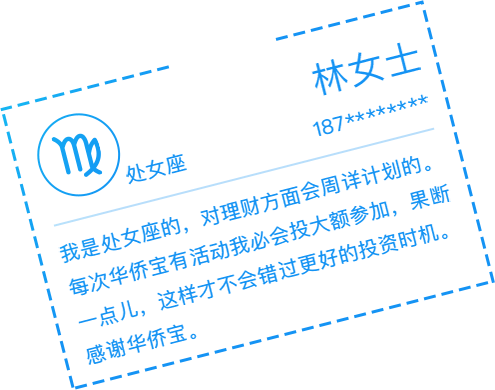 林女士
187********
处女座
我是处女座的，对理财方面会周详计划的。
每次华侨宝有活动我必会投大额参加，果断
一点儿，这样才不会错过更好的投资时机。
感谢华侨宝。